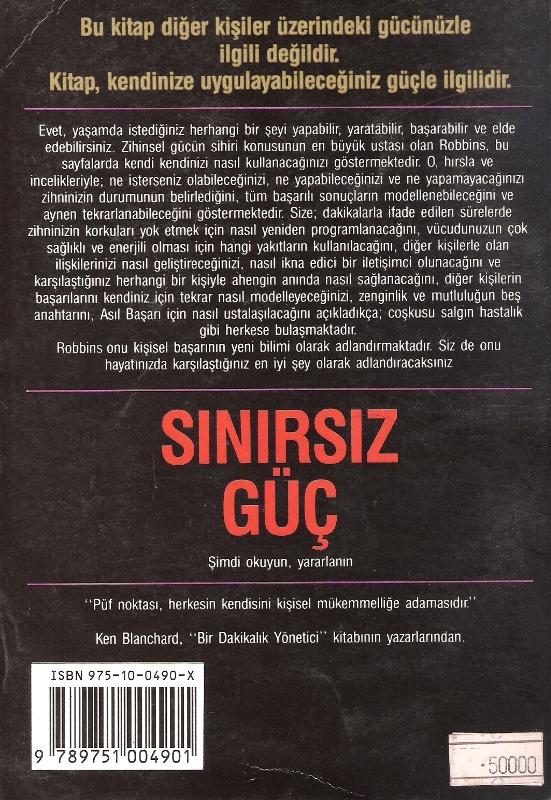 Bu kitap diğer kişiler üzerindeki gücünüzle
ilgili değildir.
Kitap, kendinize uygulayabileceğiniz güçle ilgilidir.
Evet, yaşamda istediğiniz herhangi bir şeyi yapabilir, yaratabilir, başarabilir ve elde
edebilirsiniz. Zihinsel gücün sihiri konusunun en büyük ustası olan Robbins, bu
sayfalarda kendi kendinizi nasıl kullanacağınızı göstermektedir. O, hırsla ve
incelikleriyle; ne isterseniz olabileceğinizi, ne yapabileceğinizi ve ne yapamayacağınızı
zihninizin durumunun belirlediğini, tüm başarılı sonuçların modellenebileceğini ve
aynen tekrarlanabileceğini göstermektedir. Size; dakikalarla ifade edilen sürelerde
zihninizin korkuları yok etmek için nasıl yeniden programlanacağını, vücudunuzun çok
sağlıklı ve enerjili olması için hangi yakıtların kullanılacağını, diğer kişilerle olan
ilişkilerinizi nasıl geliştireceğinizi, nasıl ikna edici bir iletişimci olunacağını ve
karşılaştığınız herhangi bir kişiyle ahengin anında nasıl sağlanacağını, diğer kişilerin
başarılarını kendiniz için tekrar nasıl modelleyeceğinizi, zenginlik ve mutluluğun beş
anahtarını, Asıl Başarı için nasıl ustalaşılacağını açıkladıkça; coşkusu salgın hastalık
gibi herkese bulaşmaktadır.
Robbins onu kişisel başarının yeni bilimi olarak adlandırmaktadır. Siz de onu
hayatınızda karşılaştığınız en iyi şey olarak adlandıracaksınız
SINIRSIZ
GÜÇ
Şimdi okuyun, yararlanın
''Püf noktası, herkesin kendisini kişisel mükemmelliğe adamasıdır.''
Ken Blanchard, ''Bir Dakikalık Yönetici'' kitabının yazarlarından.
ISBN 975-10-0490-X
9 789751 004901
50000